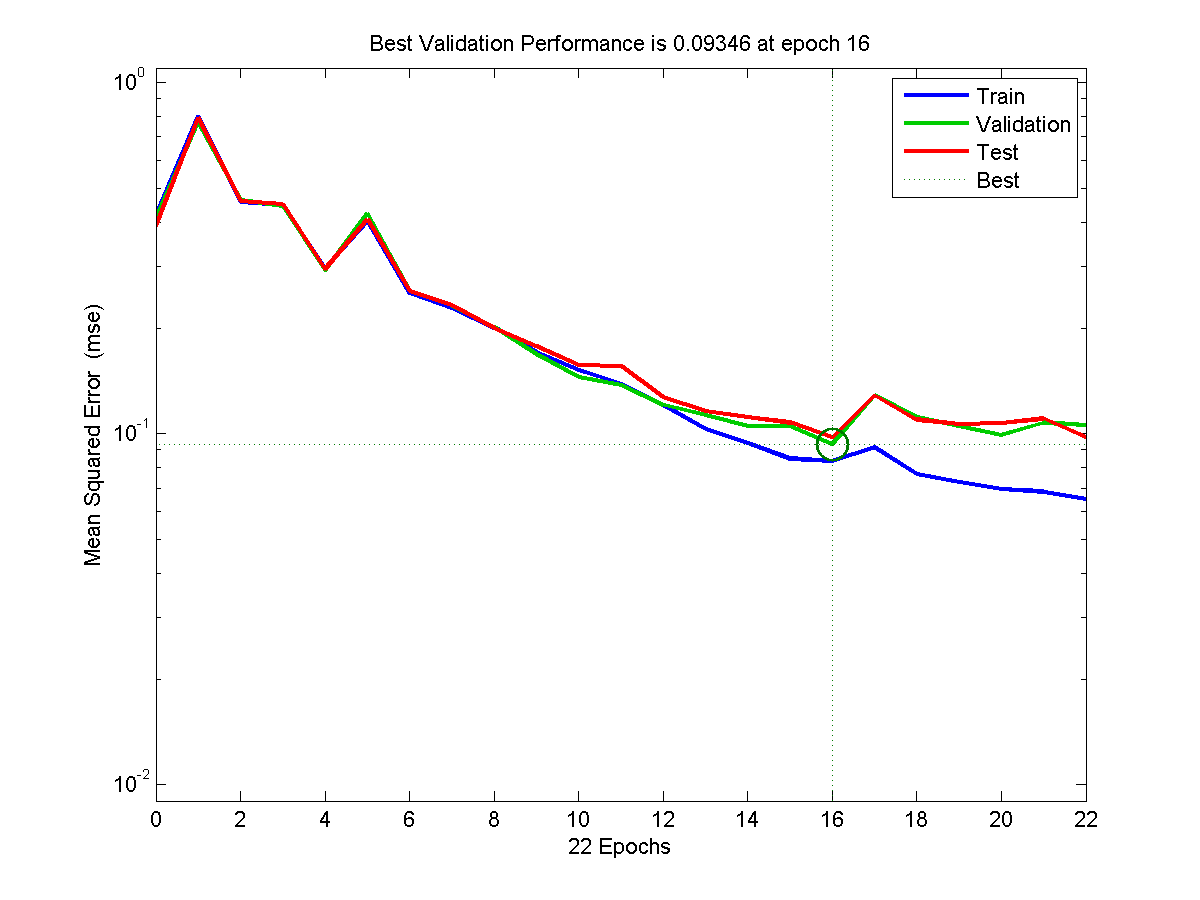 Best Validation Performance is 0.09346 at epoch 16
Train
Validation
Test
Best
Mean Squared Error  (mse)
10^0
10^-1
10^-2
0 2 4 6 8 10 12 14 16 18 20 22
22 Epochs